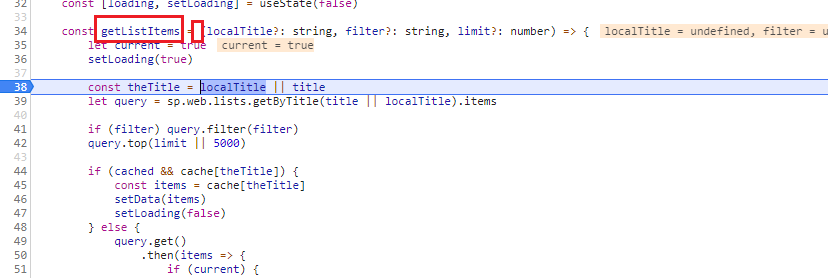 32 const [loading, setLoading] = useState(false)
33
34 const getListItems = (localTitle?: string, filter?: string, limit?: number) => { localTitle = undefined, filter = u
35 let current = true current = true
36 setLoading(true)
37
38 const theTitle = localTitle || title
39 let query = sp.web.lists.getByTitle(title || localTitle).items
40
41 if (filter) query.filter(filter)
42 query.top(limit || 5000)
43
44 if (cached && cache[theTitle]) {
45 const items = cache[theTitle]
46 setData(items)
47 setLoading(false)
48 } else {
49 query.get()
50 .then(items => {
51 if (current) {